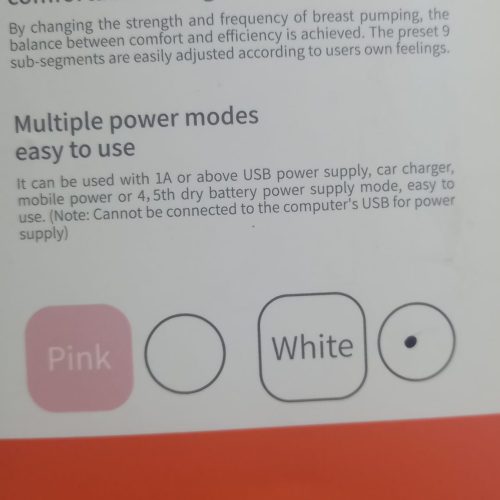 By changing the strength and frequency of breast pumping, the
balance between comfort and efficiency is achieved. The preset 9
sub-segments are easily adjusted according to users own feelings.
Multiple power modes
easy to use
It can be used with 1A or above USB power supply, car charger,
mobile power or 4, 5th dry battery power supply mode, easy to
use. (Note: Cannot be connected to the computer's USB for power
supply)
Pink White